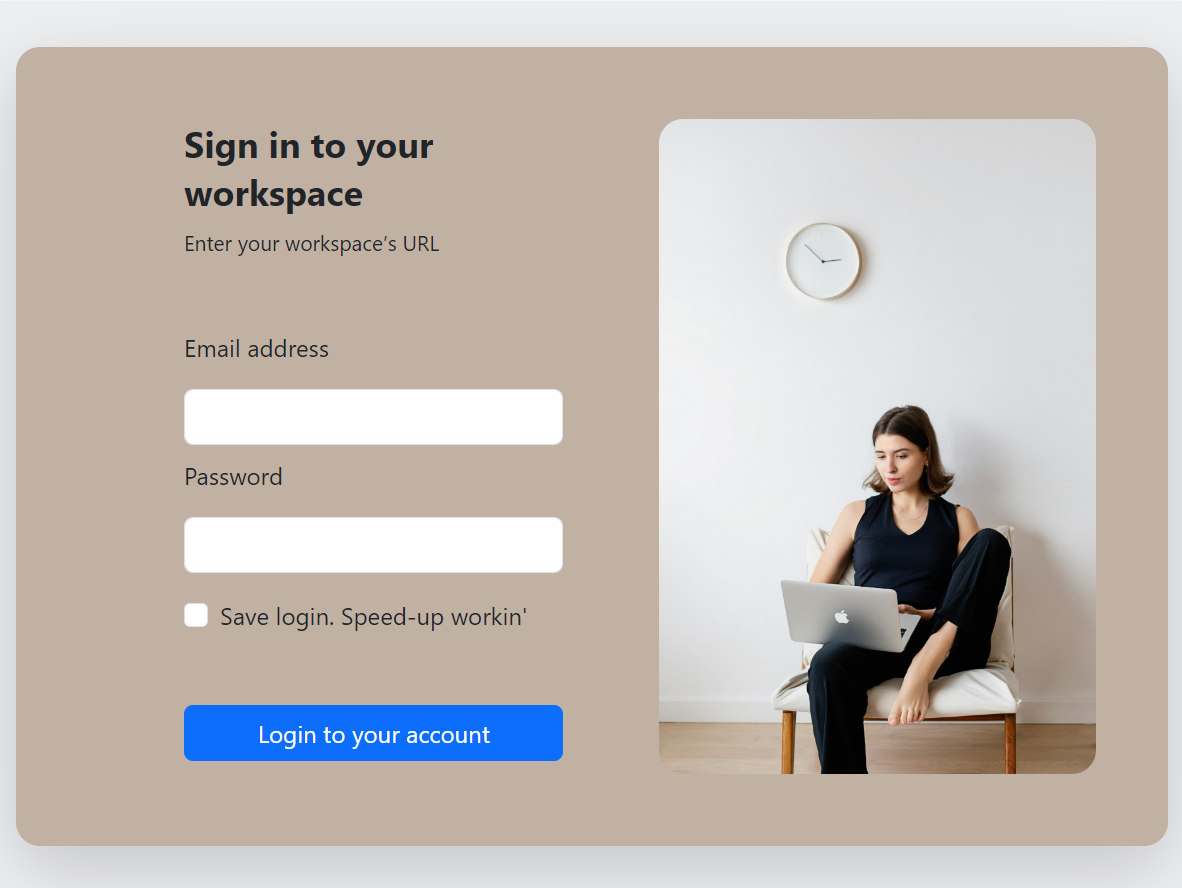 Sign in to your
workspace
Enter your workspace’s URL
Email address
Password
Save login. Speed-up workin'
Login to your account